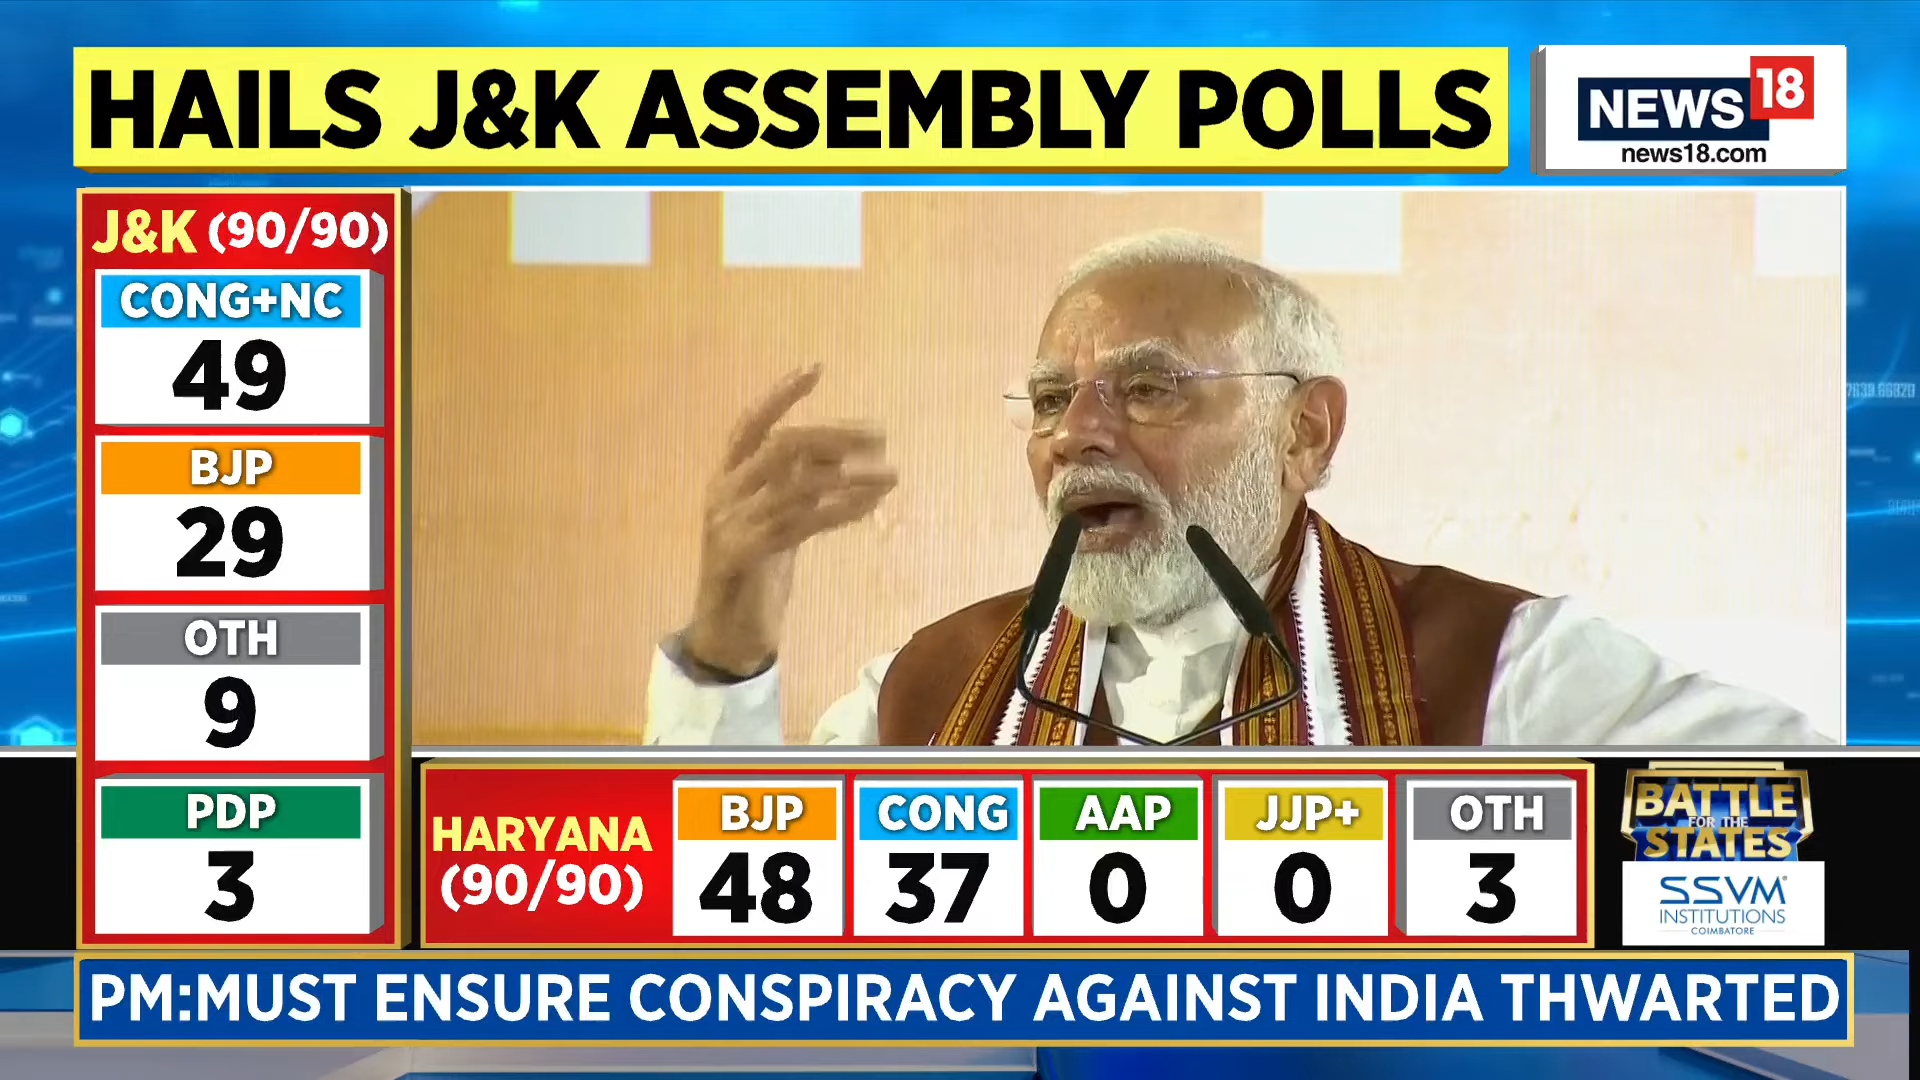 HAILS J&K ASSEMBLY POLLS
NEWS 18
news18.com
J&K (90/90)
CONG+NC
49
BJP
29
OTH
9
PDP
3
HARYANA
(90/90)
BJP
48
CONG
37
AAP
0
JJP+
0
OTH
3
BATTLE
FOR THE
STATES
SSVM
INSTITUTIONS
COIMBATORE
PM:MUST ENSURE CONSPIRACY AGAINST INDIA THWARTED